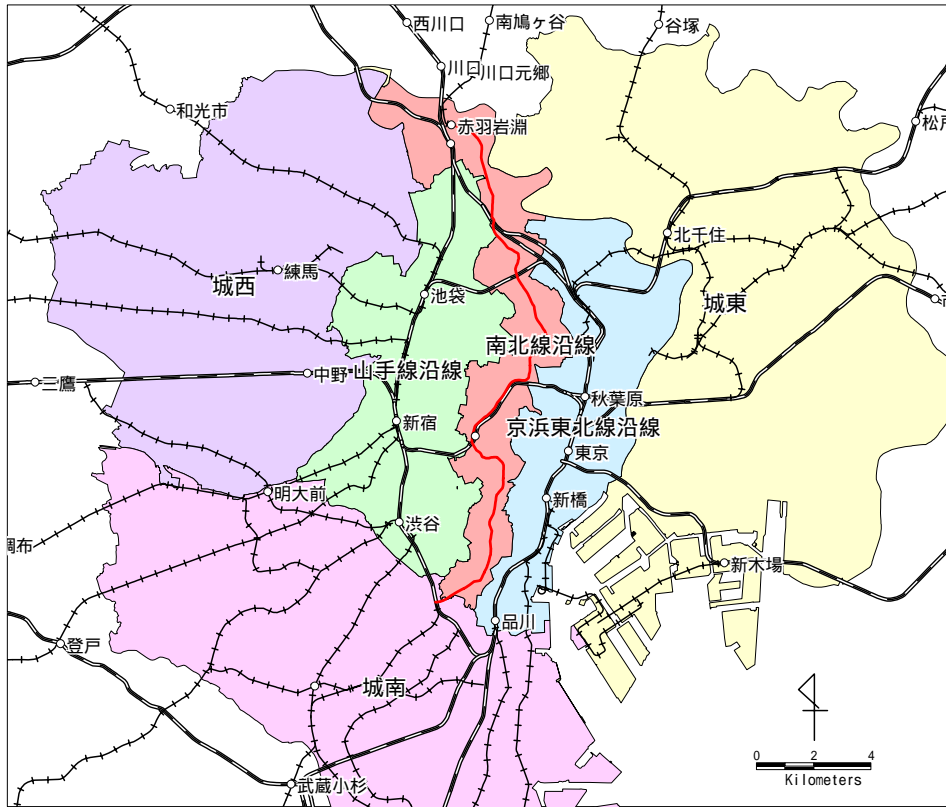 西川口
南鳩ヶ谷
谷塚
川口
川口元郷
和光市
赤羽岩淵
松戸
北千住
練馬
城西
池袋
城東
市
南北線沿線
山手線沿線
中野
三鷹
秋葉原
新宿
京浜東北線沿線
東京
明大前
新橋
渋谷
調布
新木場
品川
登戸
城南
武蔵小杉
0 2 4
Kilometers